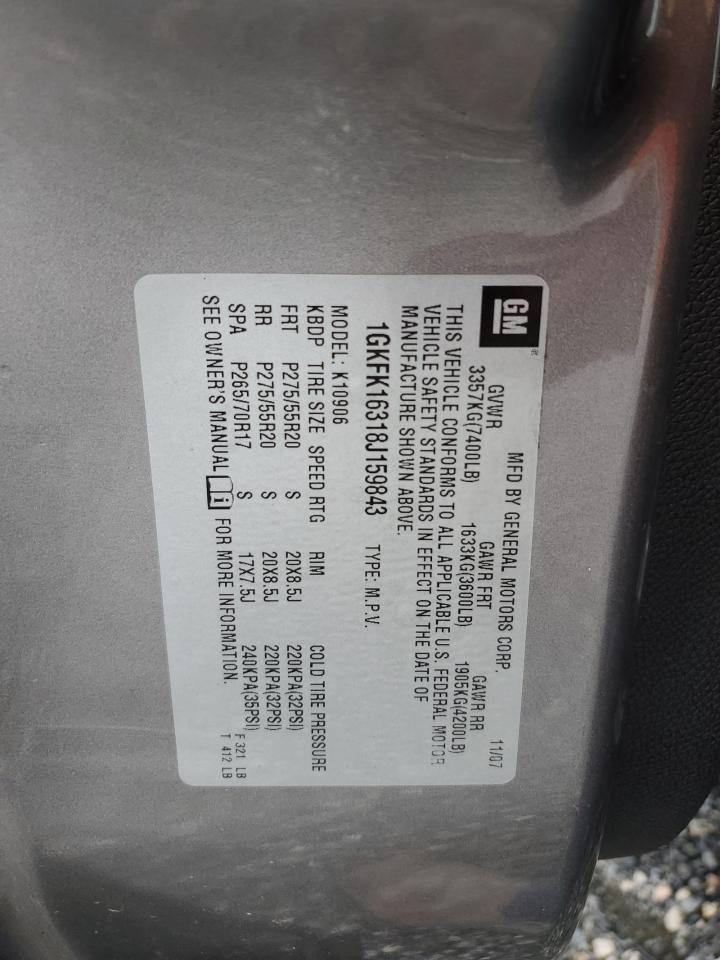 GM ®
MFD BY GENERAL MOTORS CORP. 11/07
GVWR GAWR FRT GAWR RR
3357KG(7400LB) 1633KG(3600LB) 1905KG(4200LB)
THIS VEHICLE CONFORMS TO ALL APPLICABLE U.S. FEDERAL MOTOR
VEHICLE SAFETY STANDARDS IN EFFECT ON THE DATE OF
MANUFACTURE SHOWN ABOVE.
1GKFK16318J159843 TYPE: M.P.V.
MODEL: K10906
KBDP TIRE SIZE SPEED RTG RIM COLD TIRE PRESSURE
FRT P275/55R20 S 20X8.5J 220KPA(32PSI)
RR P275/55R20 S 20X8.5J 220KPA(32PSI)
SPA P265/70R17 S 17X7.5J 240KPA(35PSI)
SEE OWNER'S MANUAL i FOR MORE INFORMATION.
F 321 LB
T 412 LB